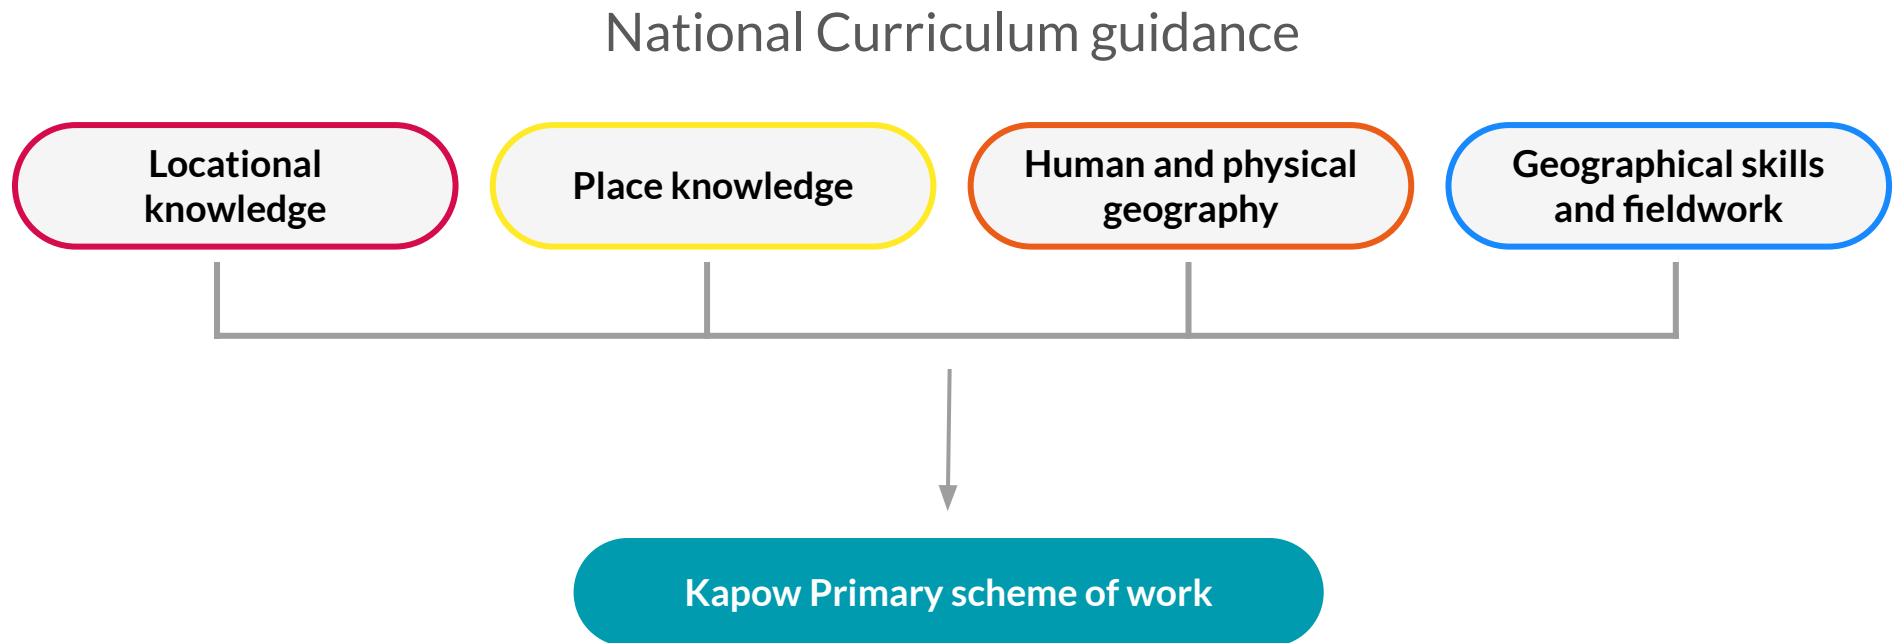 National Curriculum guidance
Locational
knowledge
Place knowledge
Human and physical
geography
Geographical skills
and fieldwork
Kapow Primary scheme of work